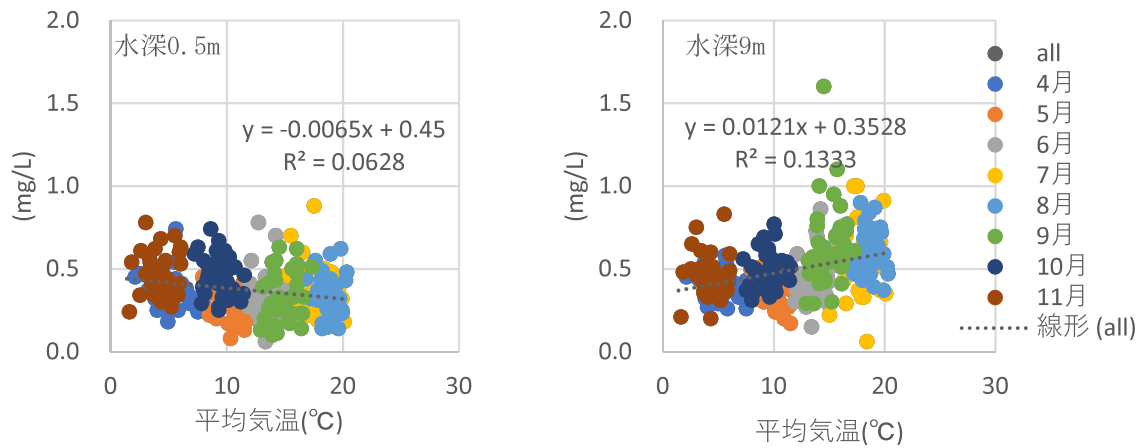 2.0
水深0.5m
1.5
y = -0.0065x + 0.45
R² = 0.0628
1.0
0.5
0.0
(mg/L)
0 10 20 30
平均気温(℃)
2.0
水深9m
1.5
y = 0.0121x + 0.3528
R² = 0.1333
1.0
0.5
0.0
(mg/L)
0 10 20 30
平均気温(℃)
all
4月
5月
6月
7月
8月
9月
10月
11月
線形 (all)